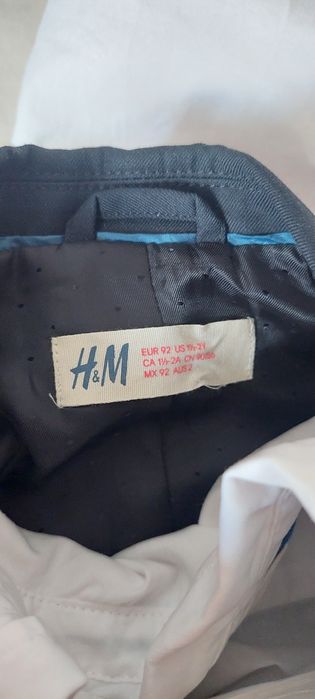 H&M
EUR 92 US 1½-2Y
CA 1½-2A CN 90/56
MX 92 AUS 2